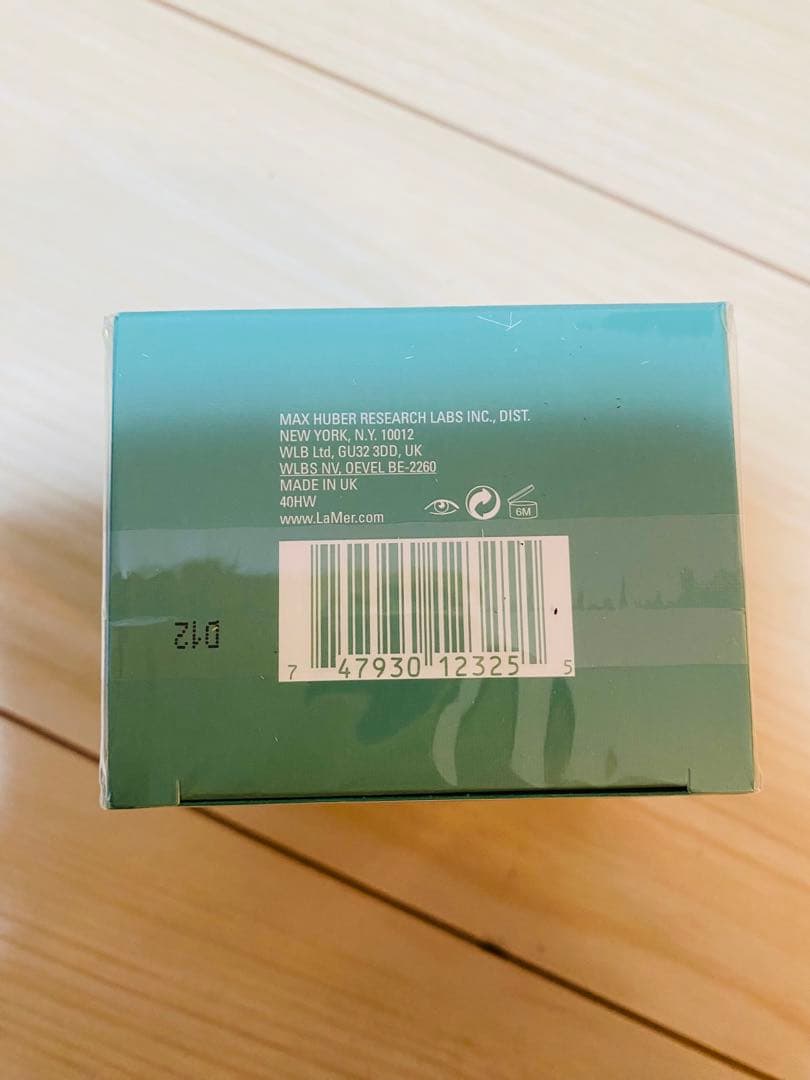 MAX HUBER RESEARCH LABS INC., DIST.
NEW YORK, N.Y. 10012
WLB Ltd, GU32 3DD, UK
WLBS NV, OEVEL BE-2260
MADE IN UK
40HW
www.LaMer.com
6M
D12
7 47930 12325 5